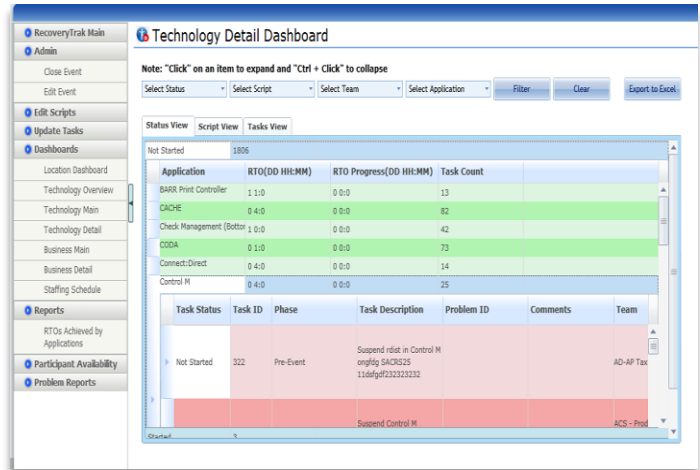 RecoveryTrak Main
Admin
Close Event
Edit Event
Edit Scripts
Update Tasks
Dashboards
Location Dashboard
Technology Overview
Technology Main
Technology Detail
Business Main
Business Detail
Staffing Schedule
Reports
RTOs Achieved by
Applications
Participant Availability
Problem Reports
Technology Detail Dashboard
Note: "Click" on an item to expand and "Ctrl + Click" to collapse
Select Status Select Script Select Team Select Application Filter Clear Export to Excel
Status View Script View Tasks View
Not Started 1806
Application RTO(DD HH:MM) RTO Progress(DD HH:MM) Task Count
BARR Print Controller 1 1:0 0 0:0 13
CACHE 0 4:0 0 0:0 82
Check Management (Bottom 1 0:0 0 0:0 42
CODA 0 1:0 0 0:0 73
Connect:Direct 0 4:0 0 0:0 14
Control M 0 4:0 0 0:0 25
Task Status Task ID Phase Task Description Problem ID Comments Team
Not Started 322 Pre-Event Suspend rdist in Control M AD-AP Tax
ongfdg SACRS25
11dsfgdf232323232
Suspend Control M ACS - Prod
Started 3